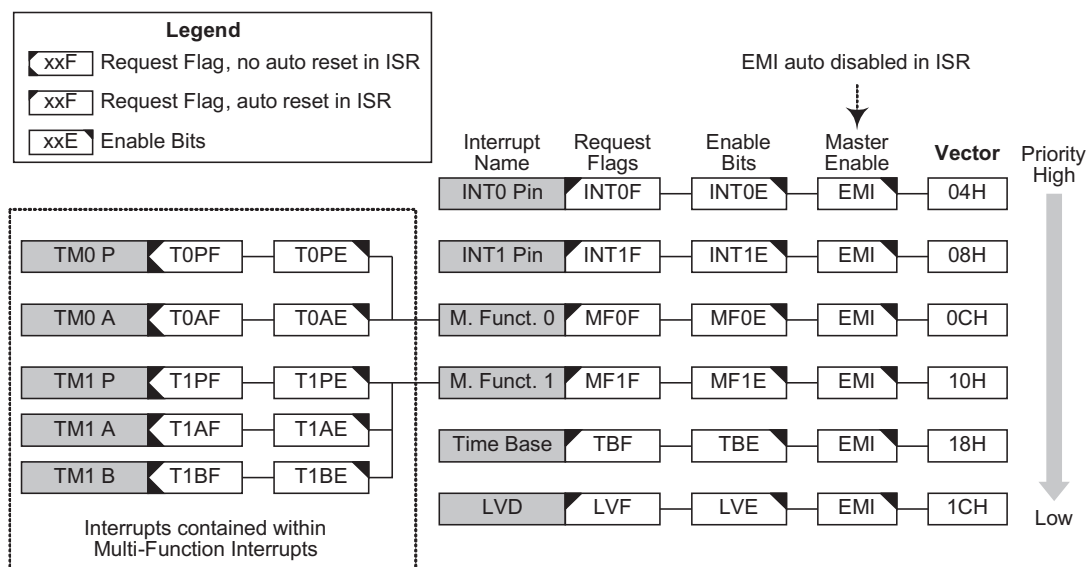 Legend
xxF Request Flag, no auto reset in ISR
xxF Request Flag, auto reset in ISR
xxE Enable Bits
EMI auto disabled in ISR
Interrupt Name Request Flags Enable Bits Master Enable Vector Priority High
INT0 Pin INT0F INT0E EMI 04H
TM0 P T0PF T0PE INT1 Pin INT1F INT1E EMI 08H
TM0 A T0AF T0AE M. Funct. 0 MF0F MF0E EMI 0CH
TM1 P T1PF T1PE M. Funct. 1 MF1F MF1E EMI 10H
TM1 A T1AF T1AE Time Base TBF TBE EMI 18H
TM1 B T1BF T1BE
LVD LVF LVE EMI 1CH Low
Interrupts contained within
Multi-Function Interrupts